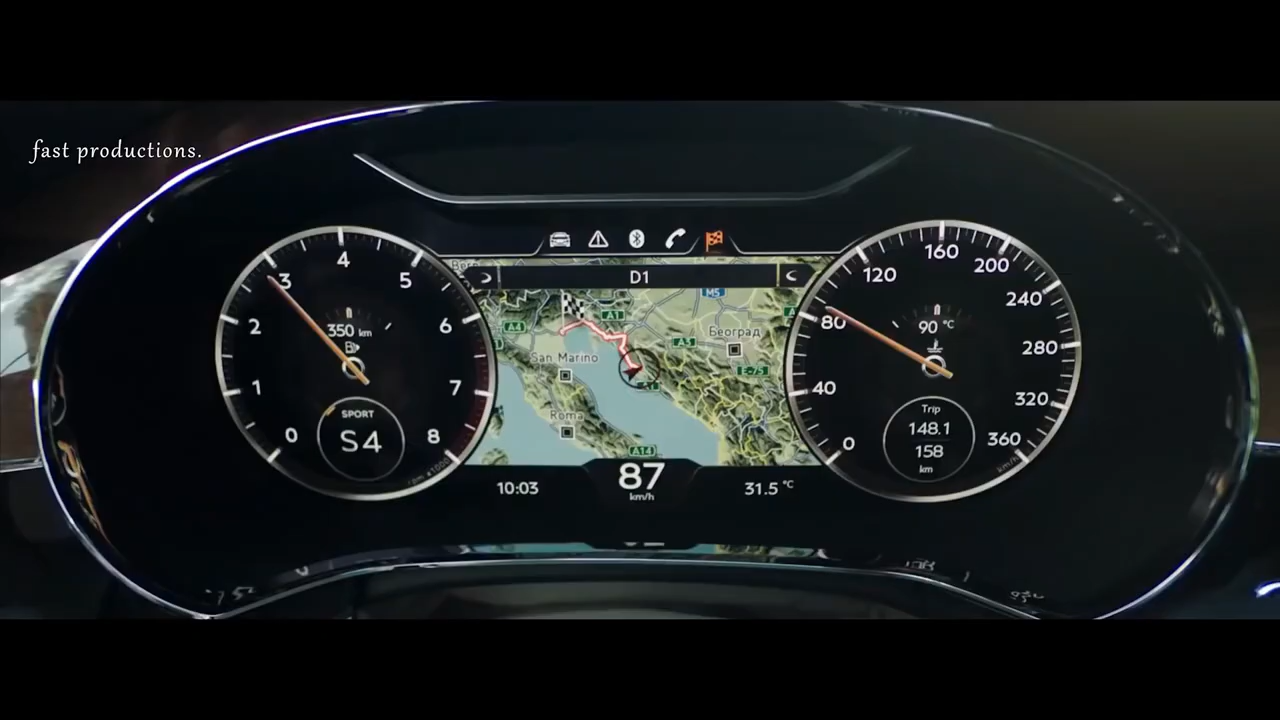 fast productions.
D1
M5
A4
A1
A3
Београд
San Marino
E-75
Roma
A14
0
1
2
3
4
5
6
7
8
350 km
SPORT
S4
0
40
80
120
160
200
240
280
320
360
km/h
90 °C
Trip
148.1
158
km
10:03
87
km/h
31.5 °C